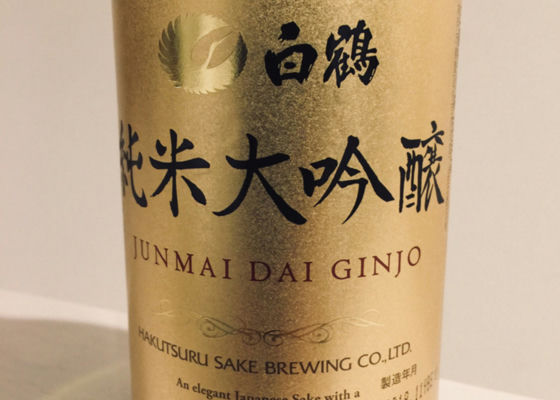 白鶴
純米大吟醸
JUNMAI DAI GINJO
HAKUTSURU SAKE BREWING CO.,LTD.
製造年月
An elegant Japanese Sake with a